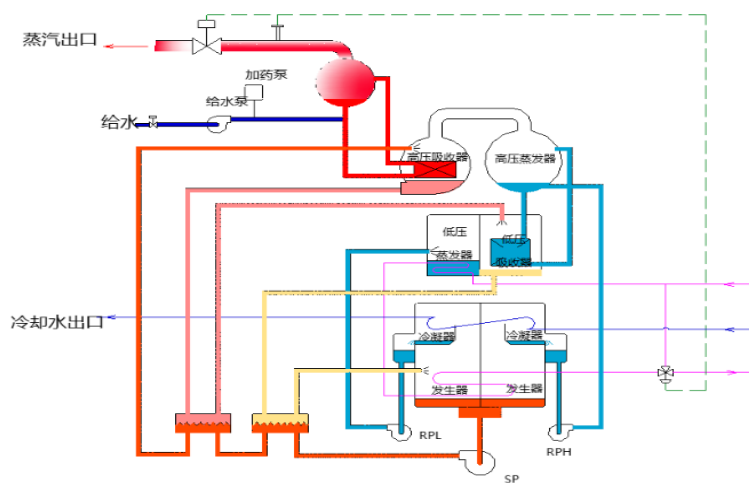 蒸汽出口
加药泵
给水泵
给水
高压吸收器
高压蒸发器
低压
蒸发器
低压
吸收器
冷却水出口
冷凝器
冷凝器
发生器
发生器
RPL
RPH
SP